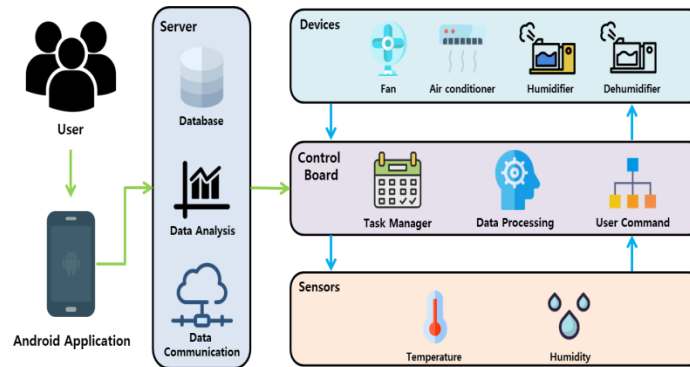 User
Android Application
Server
Database
Data Analysis
Data
Communication
Devices
Fan
Air conditioner
Humidifier
Dehumidifier
Control
Board
Task Manager
Data Processing
User Command
Sensors
Temperature
Humidity